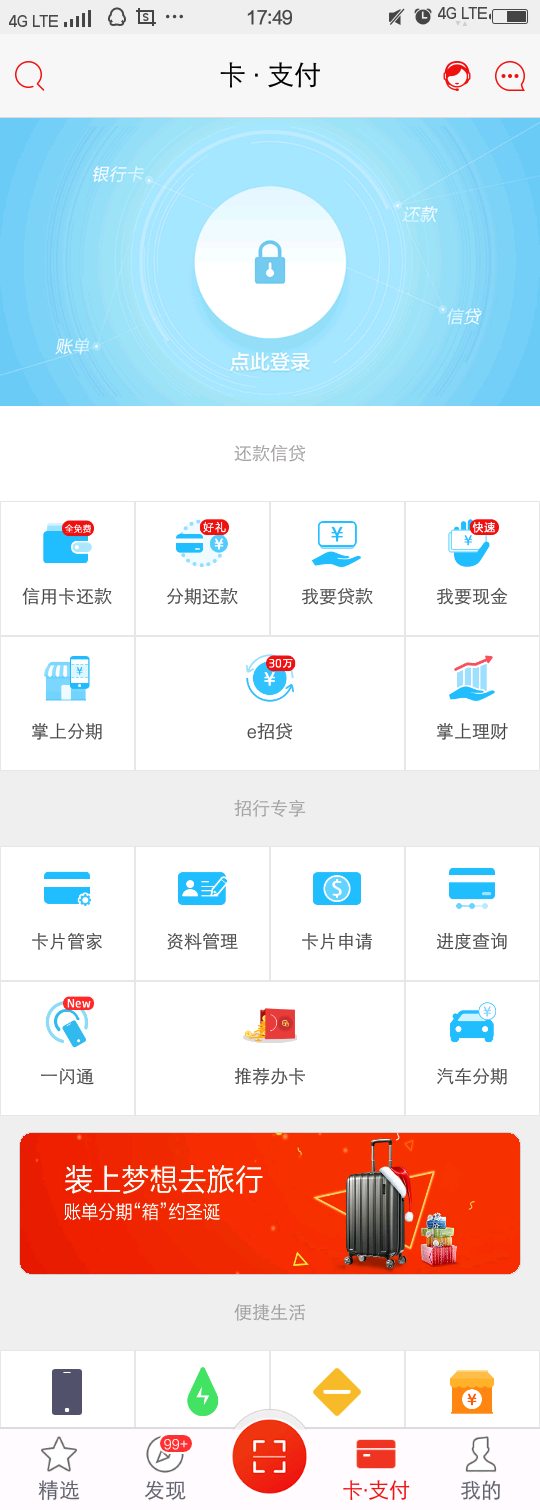 4G LTE 17:49 4G LTE
卡 · 支付
银行卡
还款
信贷
账单
点此登录
还款信贷
全免费 好礼 快速
信用卡还款 分期还款 我要贷款 我要现金
30万
掌上分期 e招贷 掌上理财
招行专享
卡片管家 资料管理 卡片申请 进度查询
New
一闪通 推荐办卡 汽车分期
装上梦想去旅行
账单分期“箱”约圣诞
便捷生活
99+
精选 发现 卡·支付 我的